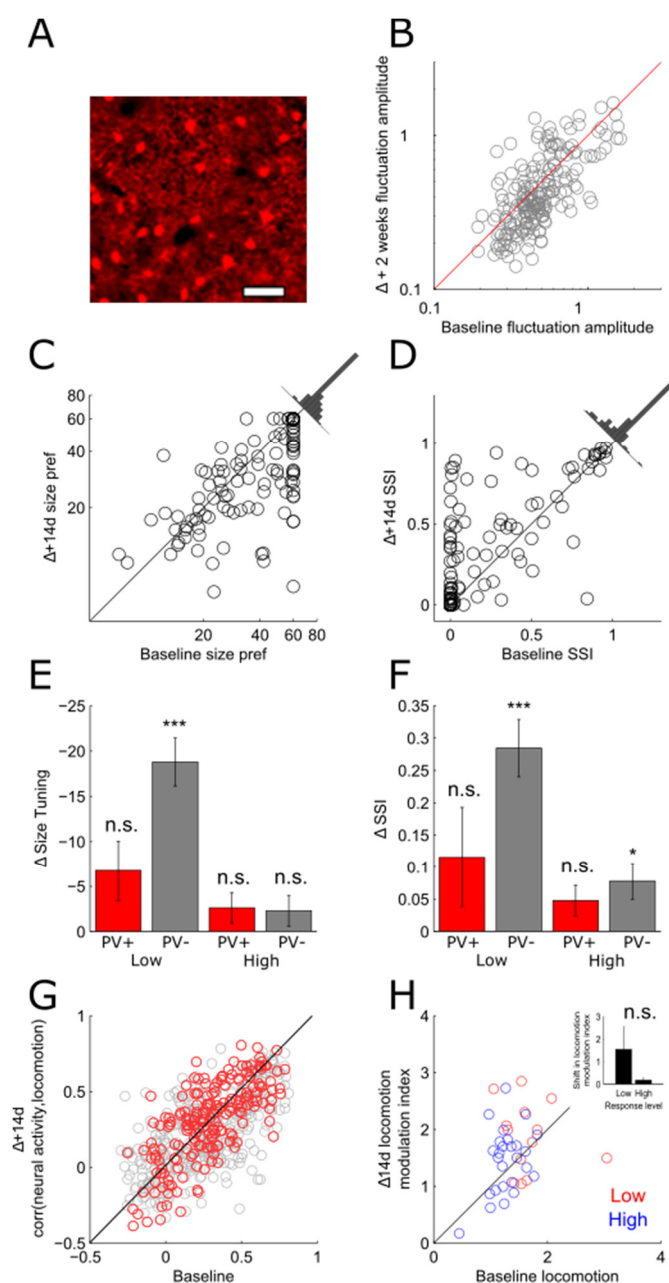 A
B
Δ + 2 weeks fluctuation amplitude
1
0.1
0.1
1
Baseline fluctuation amplitude
C
Δ+14d size pref
80
60
40
20
20
40
60
80
Baseline size pref
D
Δ+14d SSI
1
0.5
0
0
0.5
1
Baseline SSI
E
Δ Size Tuning
−25
−20
−15
−10
−5
0
n.s.
***
n.s.
n.s.
PV+
PV-
PV+
PV-
Low
High
F
Δ SSI
0.35
0.3
0.25
0.2
0.15
0.1
0.05
0
n.s.
***
n.s.
*
PV+
PV-
PV+
PV-
Low
High
G
Δ+14d
corr(neural activity,locomotion)
1
0.5
0
−0.5
−0.5
0
0.5
1
Baseline
H
Δ14d locomotion
modulation index
4
3
2
1
0
0
2
4
Baseline locomotion
Shift in locomotion
modulation index
3
2
1
0
n.s.
Low High
Response level
Low
High